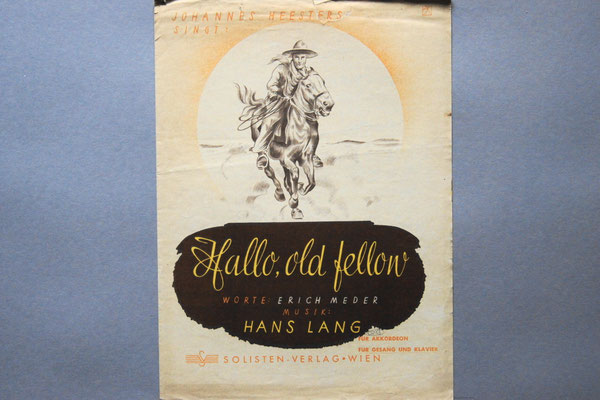 JOHANNES HEESTERS
SINGT:
Hallo, old fellow
WORTE: ERICH MEDER
MUSIK:
HANS LANG
FÜR AKKORDEON
FÜR GESANG UND KLAVIER
SOLISTEN-VERLAG • WIEN